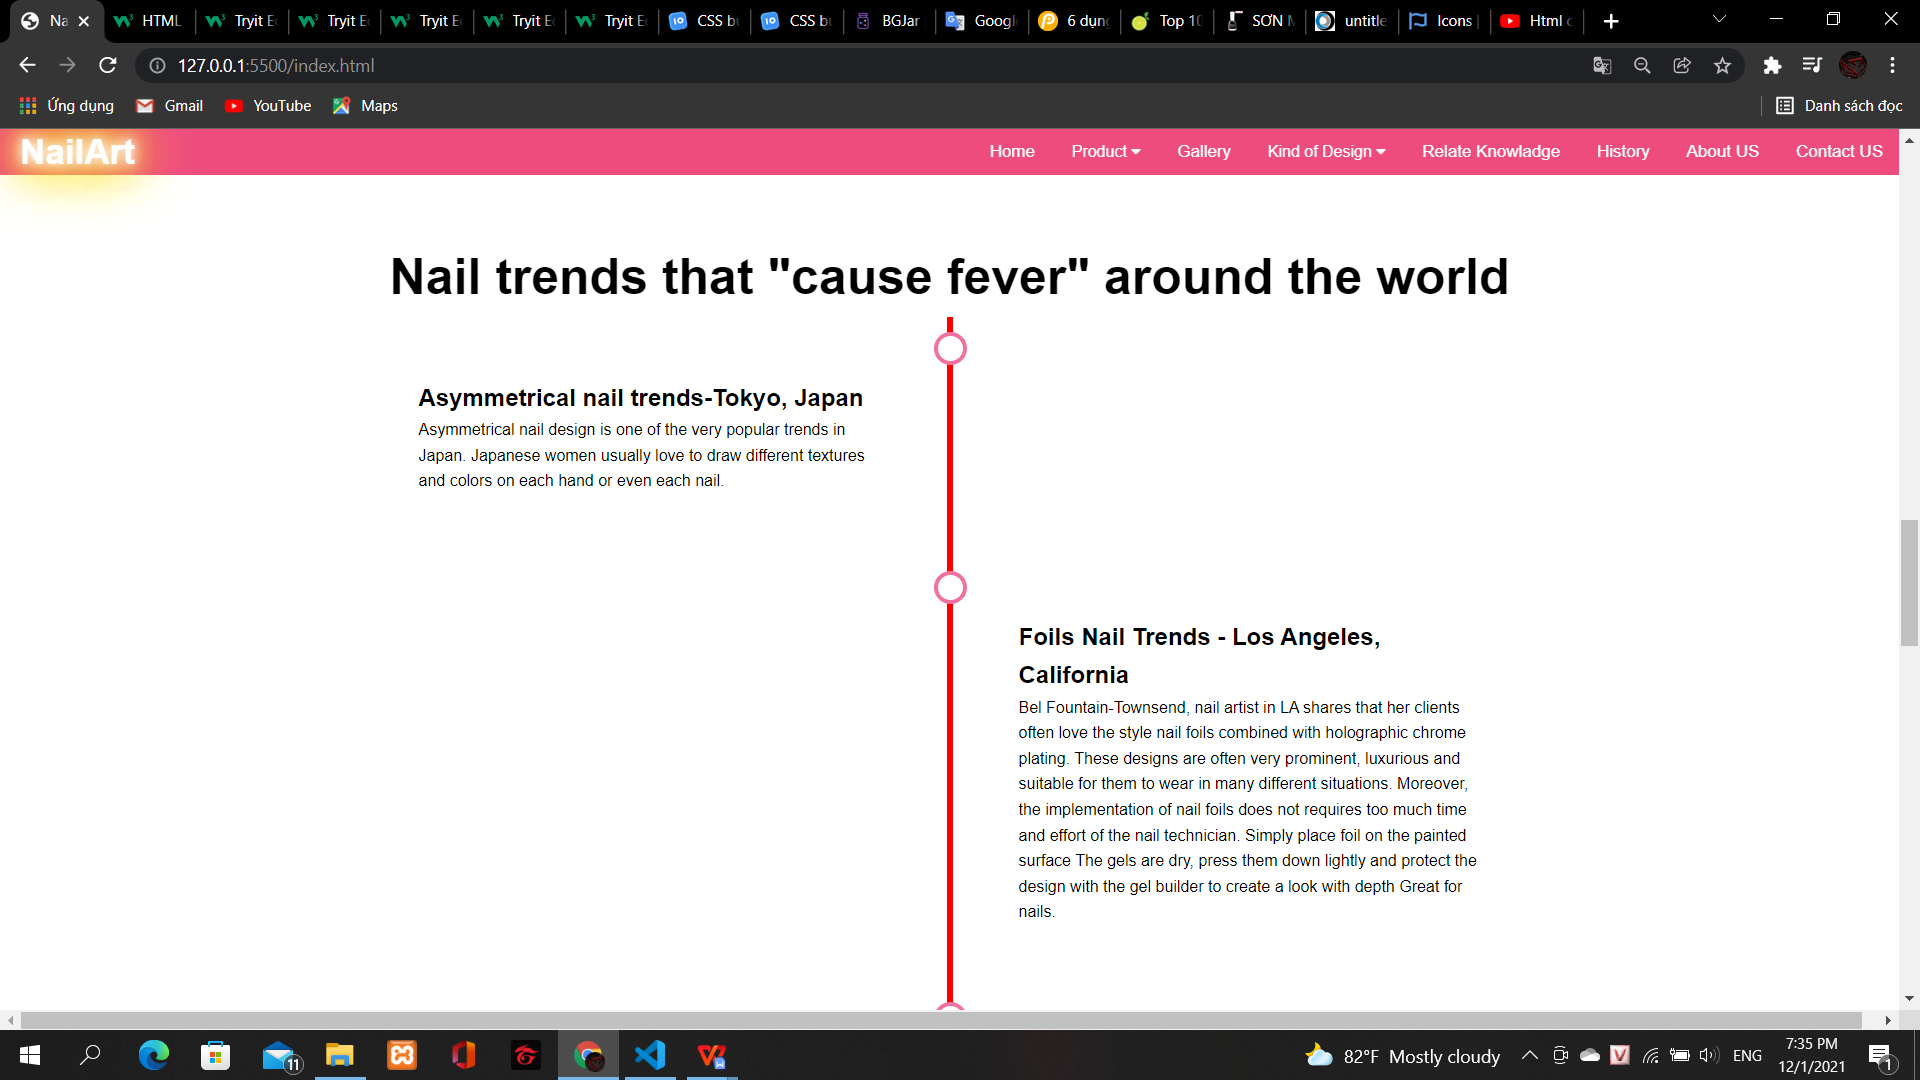 Na
HTML
Tryit Ed
Tryit Ed
Tryit Ed
Tryit Ed
Tryit Ed
CSS bu
CSS bu
BGJar
Googl
6 dụng
Top 10
SƠN M
untitle
Icons
Html c
127.0.0.1:5500/index.html
Ứng dụng
Gmail
YouTube
Maps
Danh sách đọc
NailArt
Home
Product
Gallery
Kind of Design
Relate Knowladge
History
About US
Contact US
Nail trends that "cause fever" around the world
Asymmetrical nail trends-Tokyo, Japan
Asymmetrical nail design is one of the very popular trends in
Japan. Japanese women usually love to draw different textures
and colors on each hand or even each nail.
Foils Nail Trends - Los Angeles,
California
Bel Fountain-Townsend, nail artist in LA shares that her clients
often love the style nail foils combined with holographic chrome
plating. These designs are often very prominent, luxurious and
suitable for them to wear in many different situations. Moreover,
the implementation of nail foils does not requires too much time
and effort of the nail technician. Simply place foil on the painted
surface The gels are dry, press them down lightly and protect the
design with the gel builder to create a look with depth Great for
nails.
11
82°F Mostly cloudy
ENG
7:35 PM
12/1/2021
1